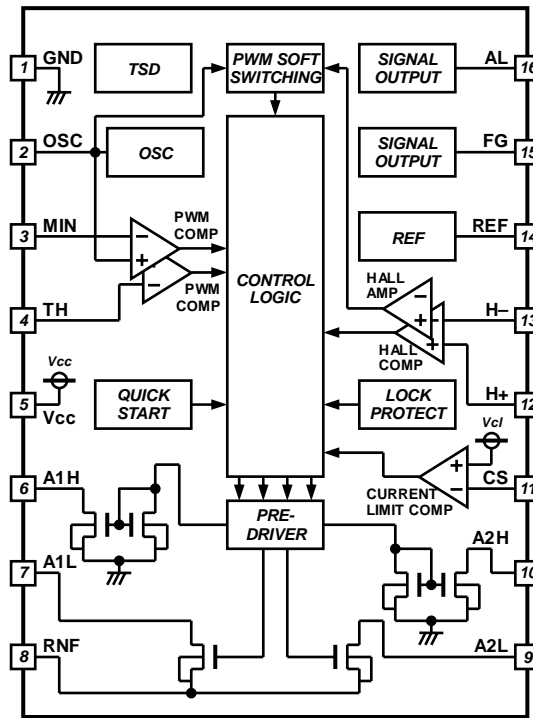 GND
1
TSD
PWM SOFT
SWITCHING
SIGNAL
OUTPUT
AL
16
OSC
2
OSC
SIGNAL
OUTPUT
FG
15
MIN
3
PWM
COMP
REF
REF
14
TH
4
PWM
COMP
CONTROL
LOGIC
HALL
AMP
HALL
COMP
H–
13
Vcc
5
Vcc
QUICK
START
LOCK
PROTECT
H+
12
Vcl
A1H
6
CURRENT
LIMIT COMP
CS
11
PRE-
DRIVER
A1L
7
A2H
10
RNF
8
A2L
9
– 
+
–
–
+
–
+
+
–